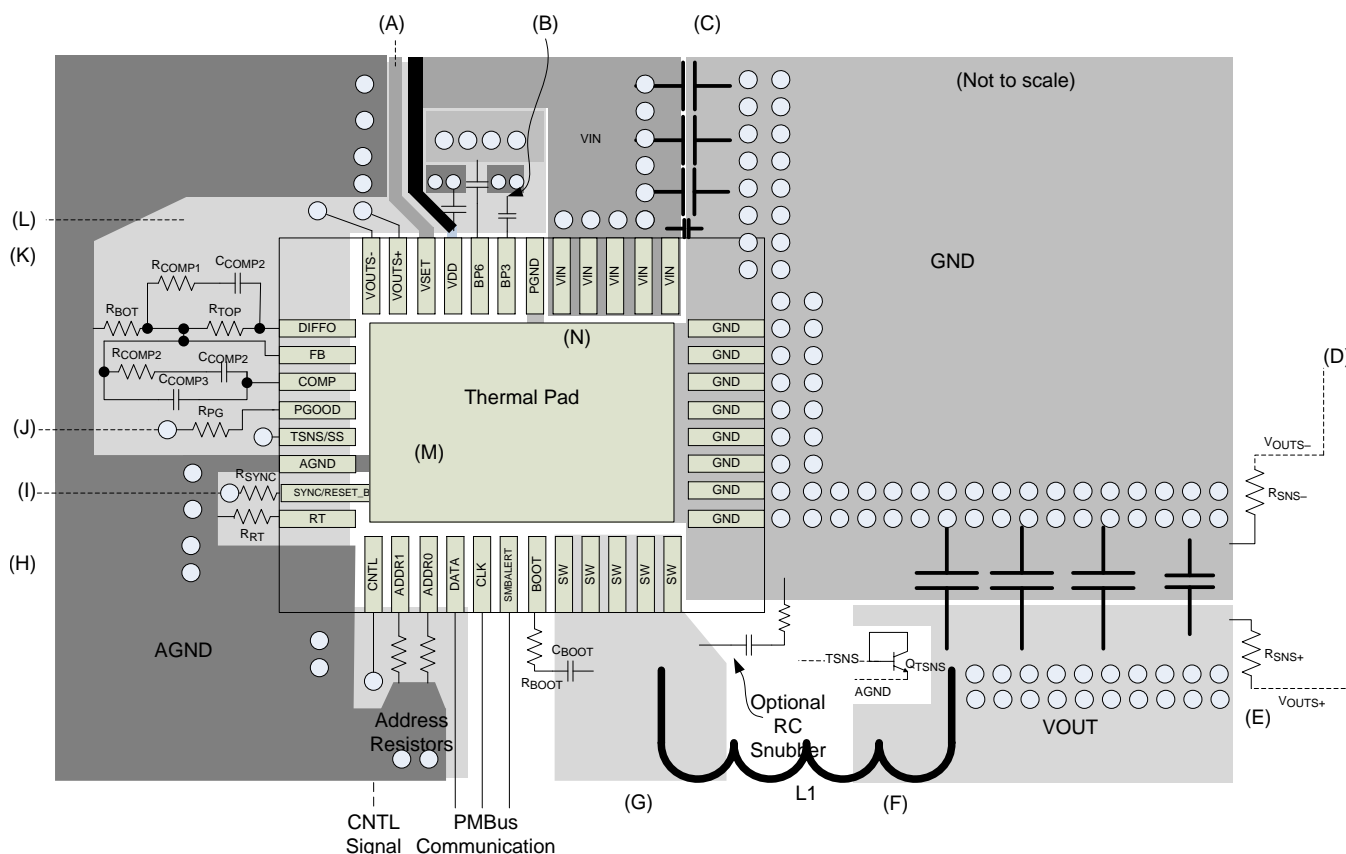 (A)
(B)
(C)
(Not to scale)
VIN
(L)
(K)
GND
VOUTS-
VOUTS+
VSET
VDD
BP6
BP3
PGND
VIN
VIN
VIN
VIN
VIN
RCOMP1
CCOMP2
RBOT
RTOP
RCOMP2
CCOMP2
CCOMP3
RPG
(J)
RSYNC
(I)
RRT
(H)
DIFFO
FB
COMP
PGOOD
TSNS/SS
AGND
SYNC/RESET_B
RT
(N)
Thermal Pad
(M)
GND
GND
GND
GND
GND
GND
GND
GND
(D)
VOUTS–
RSNS–
CNTL
ADDR1
ADDR0
DATA
CLK
SMBALERT
BOOT
SW
SW
SW
SW
SW
AGND
CBOOT
RBOOT
TSNS
QTSNS
AGND
RSNS+
VOUTS+
(E)
Address
Resistors
Optional
RC
Snubber
VOUT
(G)
L1
(F)
CNTL
Signal
PMBus
Communication